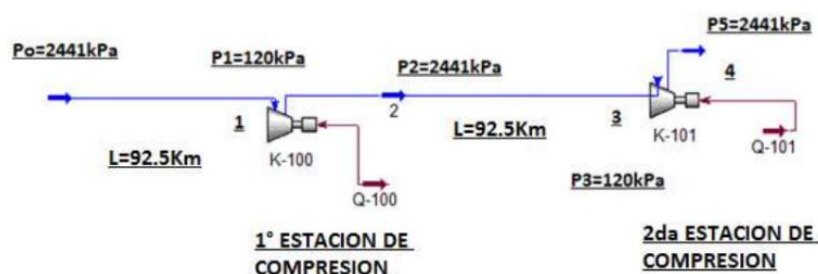 P5=2441kPa
Po=2441kPa
P1=120kPa
P2=2441kPa
4
1
2
3
L=92.5Km
K-100
L=92.5Km
K-101
Q-101
Q-100
P3=120kPa
1° ESTACION DE
COMPRESION
2da ESTACION DE
COMPRESION